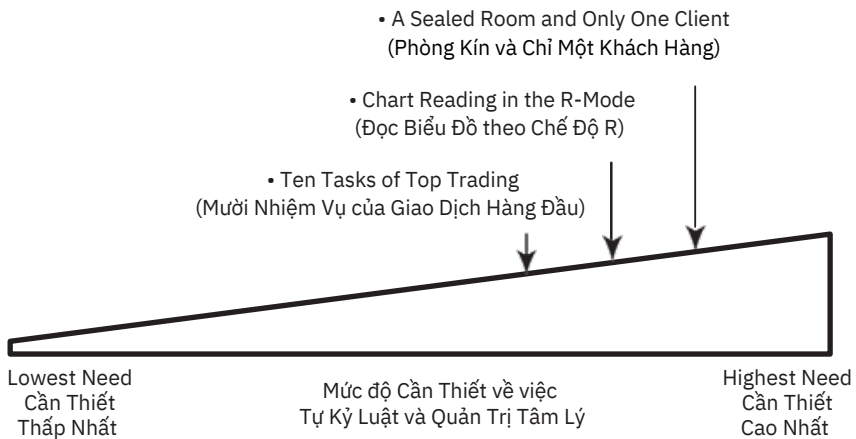 • A Sealed Room and Only One Client
(Phòng Kín và Chỉ Một Khách Hàng)
• Chart Reading in the R-Mode
(Đọc Biểu Đồ theo Chế Độ R)
• Ten Tasks of Top Trading
(Mười Nhiệm Vụ của Giao Dịch Hàng Đầu)
Lowest Need
Cần Thiết
Thấp Nhất
Mức độ Cần Thiết về việc
Tự Kỷ Luật và Quản Trị Tâm Lý
Highest Need
Cần Thiết
Cao Nhất